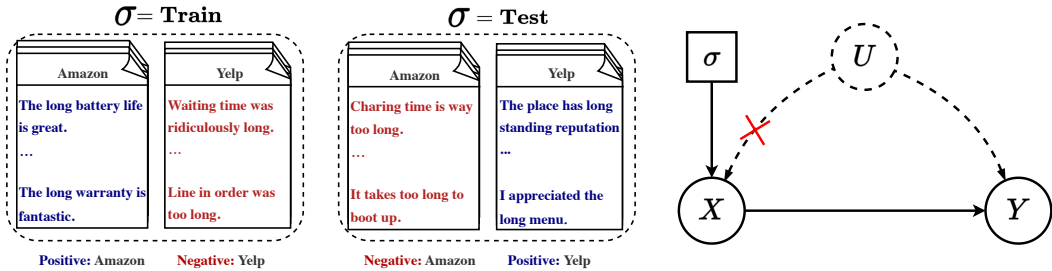 σ = Train
Amazon
The long battery life
is great.
...
The long warranty is
fantastic.
Yelp
Waiting time was
ridiculously long.
...
Line in order was
too long.
Positive: Amazon
Negative: Yelp
σ = Test
Amazon
Charing time is way
too long.
...
It takes too long to
boot up.
Yelp
The place has long
standing reputation
...
I appreciated the
long menu.
Negative: Amazon
Positive: Yelp
σ
U
X
Y